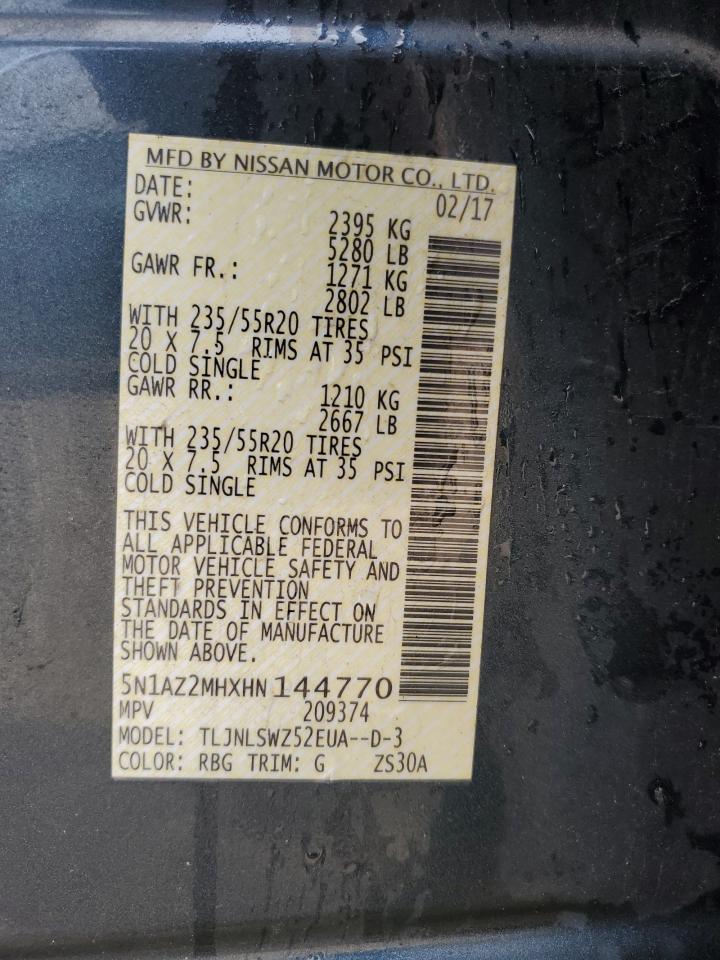 MFD BY NISSAN MOTOR CO., LTD.
DATE: 02/17
GVWR: 2395 KG
5280 LB
GAWR FR.: 1271 KG
2802 LB
WITH 235/55R20 TIRES
20 X 7.5 RIMS AT 35 PSI
COLD SINGLE
GAWR RR.: 1210 KG
2667 LB
WITH 235/55R20 TIRES
20 X 7.5 RIMS AT 35 PSI
COLD SINGLE
THIS VEHICLE CONFORMS TO
ALL APPLICABLE FEDERAL
MOTOR VEHICLE SAFETY AND
THEFT PREVENTION
STANDARDS IN EFFECT ON
THE DATE OF MANUFACTURE
SHOWN ABOVE.
5N1AZ2MHXHN144770
MPV 209374
MODEL: TLJNLSWZ52EUA--D-3
COLOR: RBG TRIM: G ZS30A